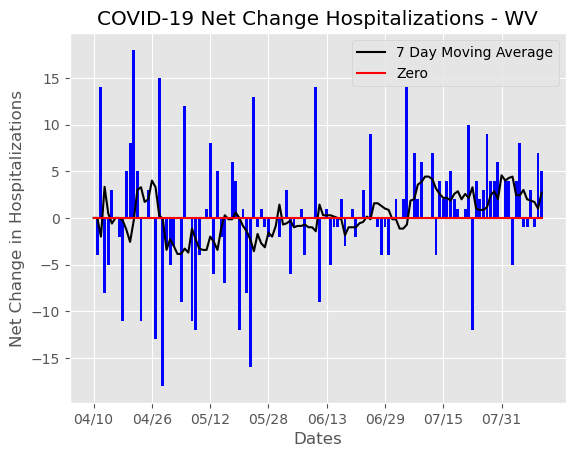 COVID-19 Net Change Hospitalizations - WV
7 Day Moving Average
Zero
Net Change in Hospitalizations
15
10
5
0
−5
−10
−15
04/10 04/26 05/12 05/28 06/13 06/29 07/15 07/31
Dates